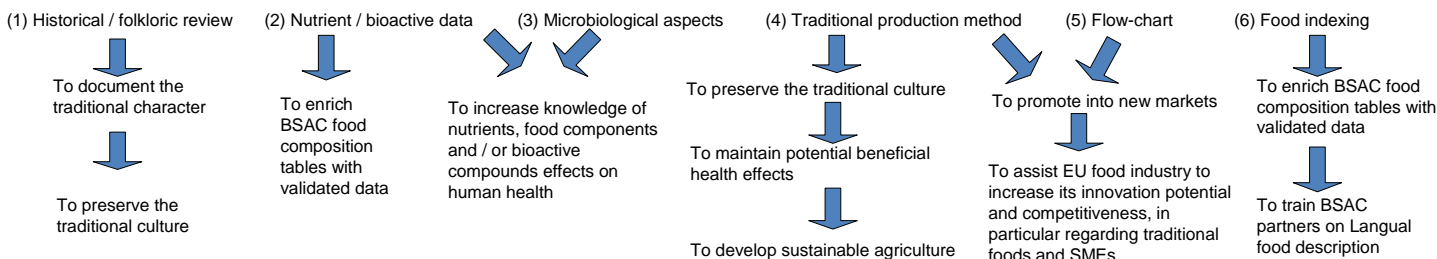 (1) Historical / folkloric review
To document the
traditional character
To preserve the
traditional culture
(2) Nutrient / bioactive data
To enrich
BSAC food
composition
tables with
validated data
(3) Microbiological aspects
To increase knowledge of
nutrients, food components
and / or bioactive
compounds effects on
human health
(4) Traditional production method
To preserve the traditional culture
To maintain potential beneficial
health effects
To develop sustainable agriculture
(5) Flow-chart
To promote into new markets
To assist EU food industry to
increase its innovation potential
and competitiveness, in
particular regarding traditional
foods and SMEs
(6) Food indexing
To enrich BSAC food
composition tables with
validated data
To train BSAC
partners on Langual
food description